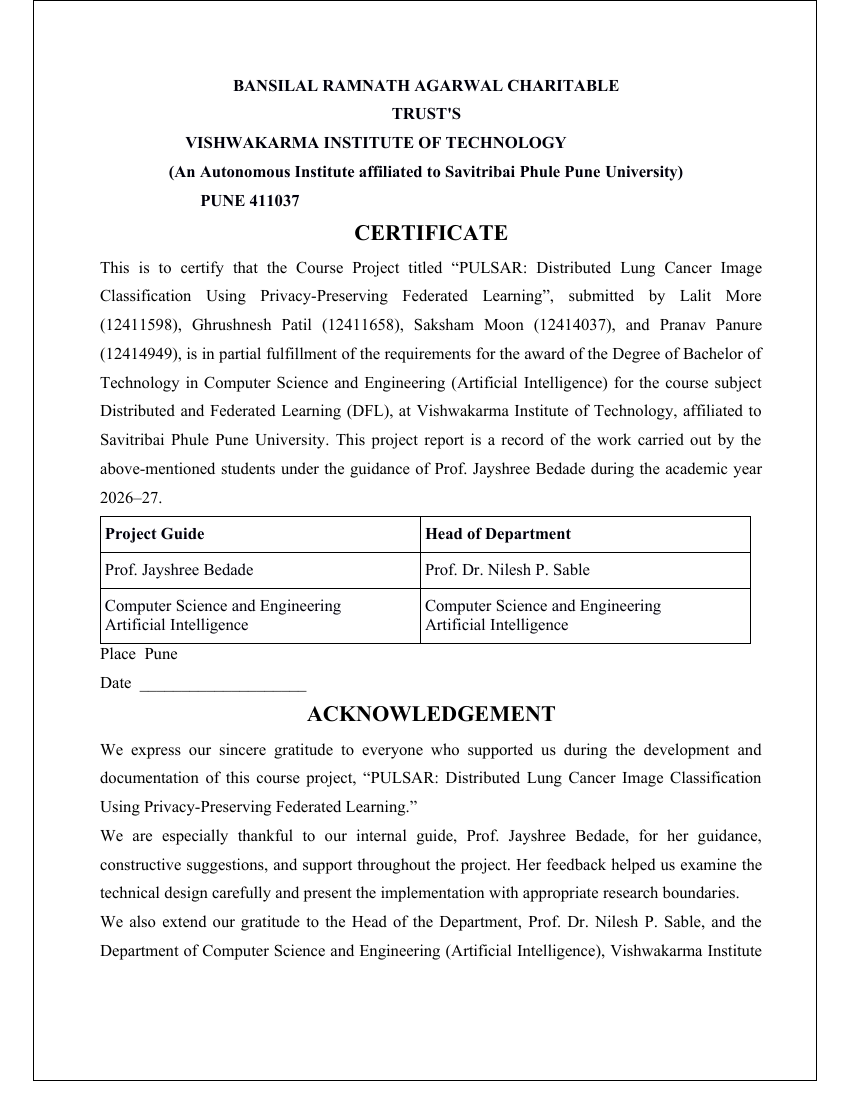 BANSILAL RAMNATH AGARWAL CHARITABLE
TRUST'S
VISHWAKARMA INSTITUTE OF TECHNOLOGY
(An Autonomous Institute affiliated to Savitribai Phule Pune University)
PUNE 411037
CERTIFICATE
This is to certify that the Course Project titled “PULSAR: Distributed Lung Cancer Image
Classification Using Privacy-Preserving Federated Learning”, submitted by Lalit More
(12411598), Ghrushnesh Patil (12411658), Saksham Moon (12414037), and Pranav Panure
(12414949), is in partial fulfillment of the requirements for the award of the Degree of Bachelor of
Technology in Computer Science and Engineering (Artificial Intelligence) for the course subject
Distributed and Federated Learning (DFL), at Vishwakarma Institute of Technology, affiliated to
Savitribai Phule Pune University. This project report is a record of the work carried out by the
above-mentioned students under the guidance of Prof. Jayshree Bedade during the academic year
2026–27.
Project Guide Head of Department
Prof. Jayshree Bedade Prof. Dr. Nilesh P. Sable
Computer Science and Engineering Computer Science and Engineering
Artificial Intelligence Artificial Intelligence
Place Pune
Date ____________________
ACKNOWLEDGEMENT
We express our sincere gratitude to everyone who supported us during the development and
documentation of this course project, “PULSAR: Distributed Lung Cancer Image Classification
Using Privacy-Preserving Federated Learning.”
We are especially thankful to our internal guide, Prof. Jayshree Bedade, for her guidance,
constructive suggestions, and support throughout the project. Her feedback helped us examine the
technical design carefully and present the implementation with appropriate research boundaries.
We also extend our gratitude to the Head of the Department, Prof. Dr. Nilesh P. Sable, and the
Department of Computer Science and Engineering (Artificial Intelligence), Vishwakarma Institute